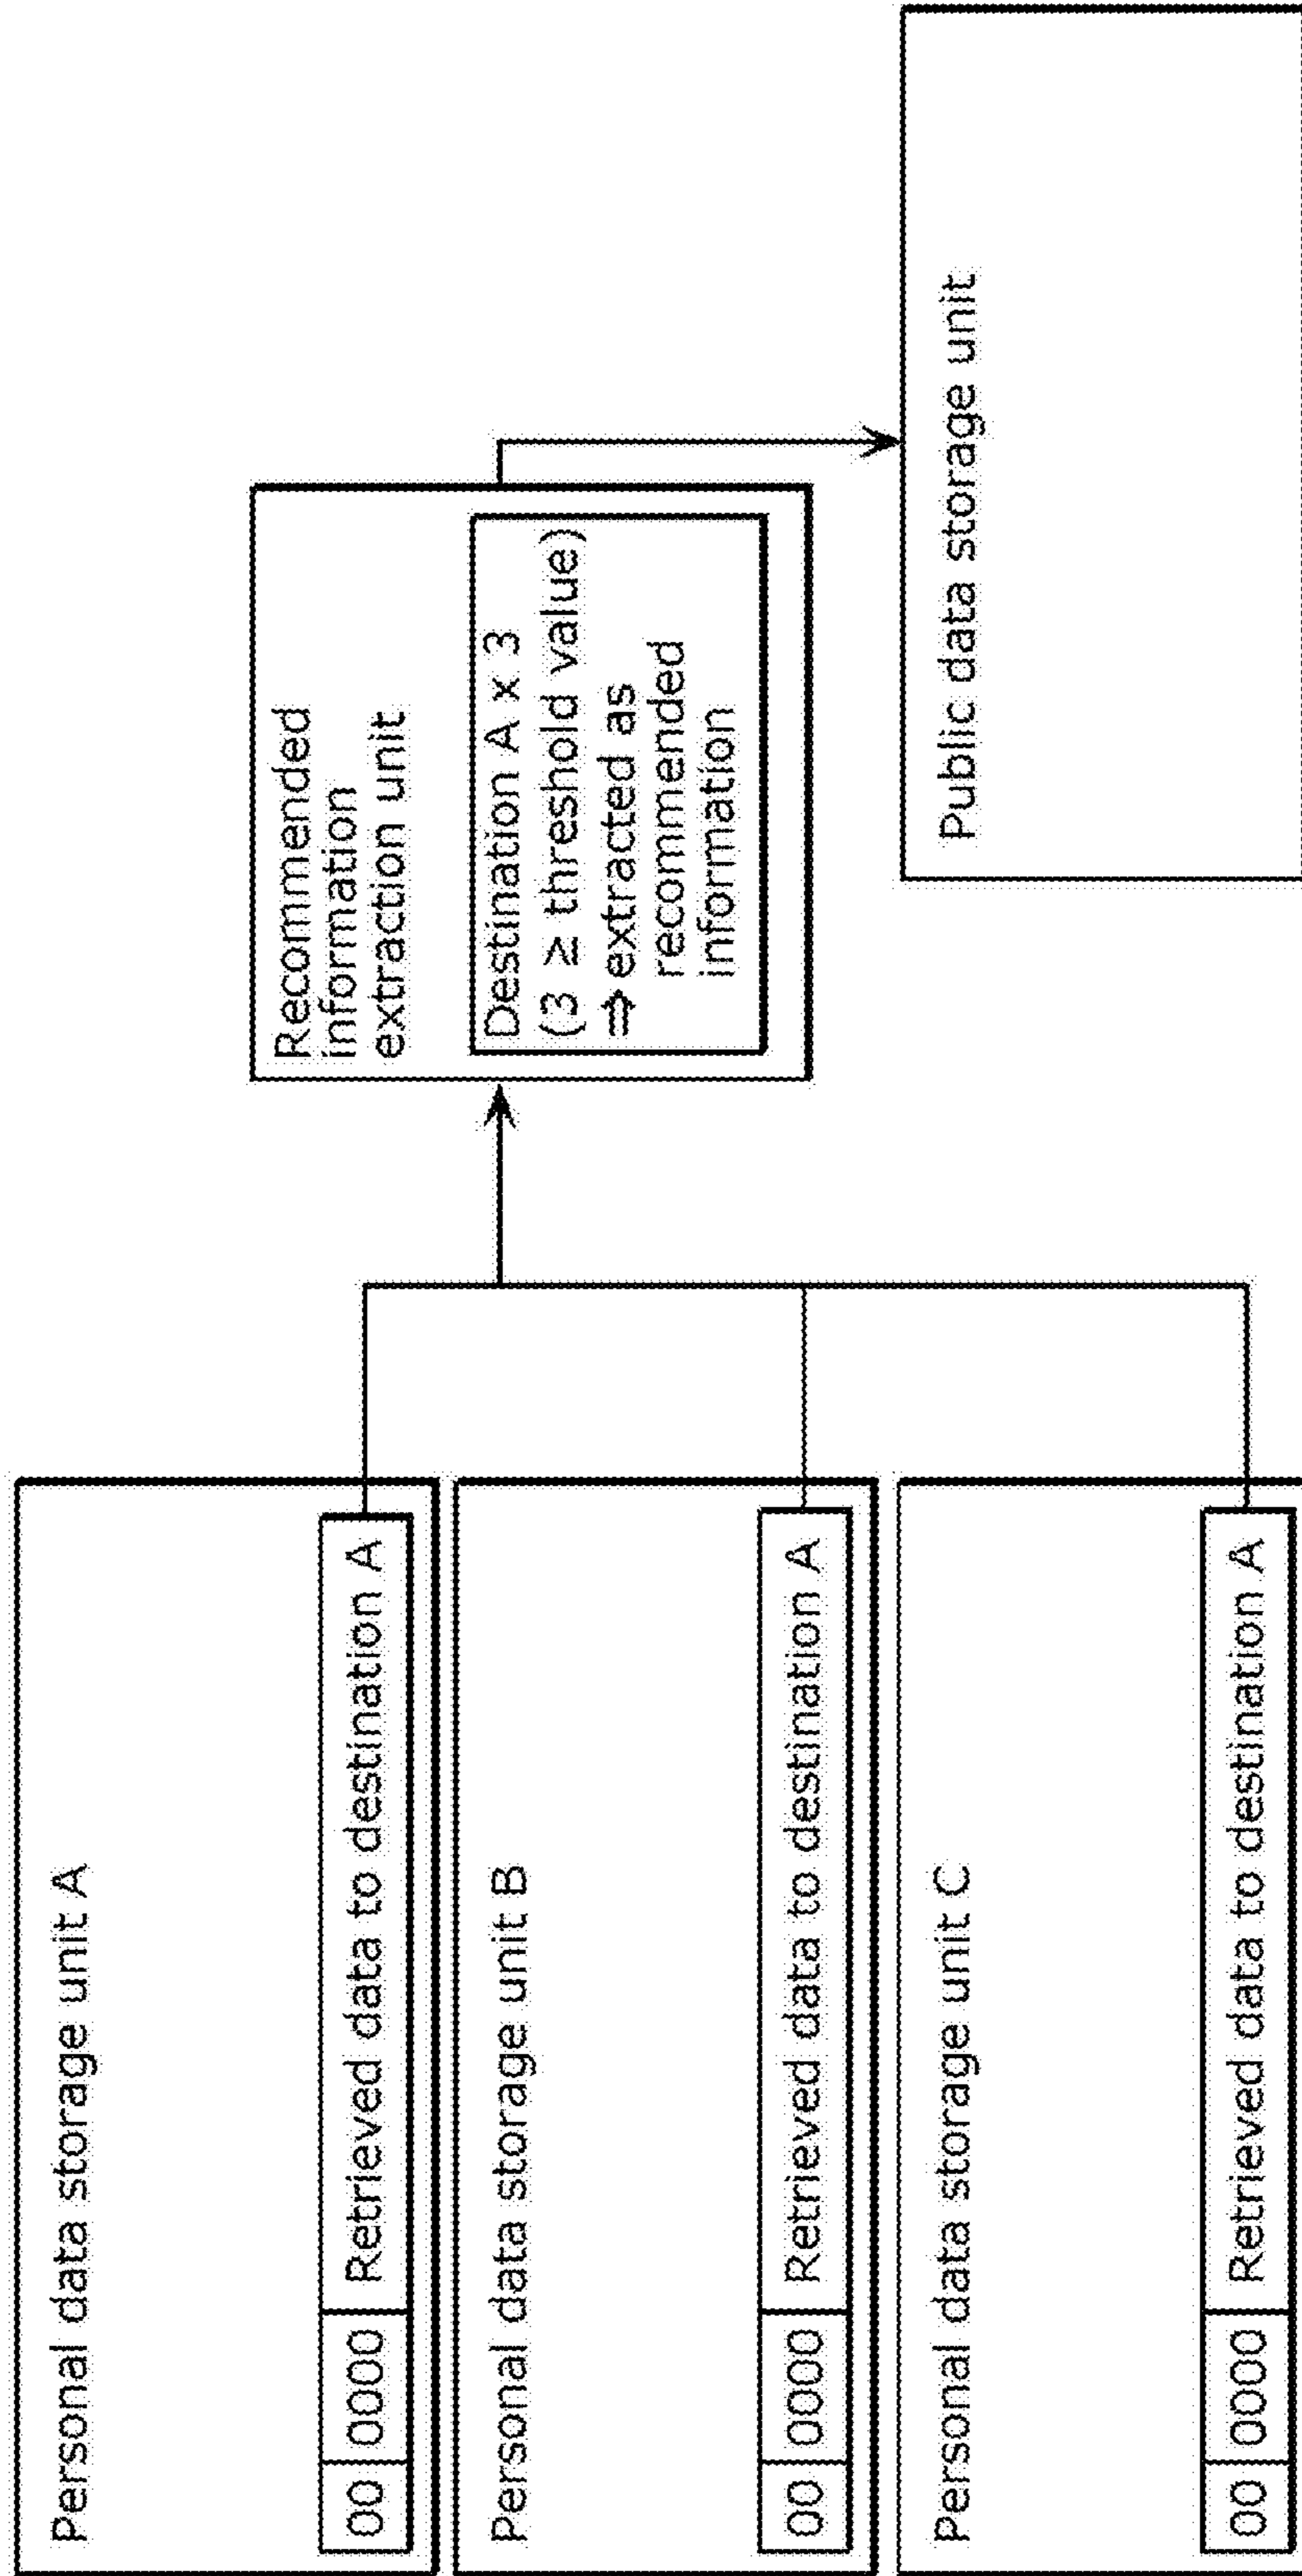 Personal data storage unit A
00 0000 Retrieved data to destination A
Personal data storage unit B
00 0000 Retrieved data to destination A
Personal data storage unit C
00 0000 Retrieved data to destination A
Recommended
information
extraction unit
Destination A x 3
(3 ≥ threshold value)
⇒extracted as
recommended
information
Public data storage unit